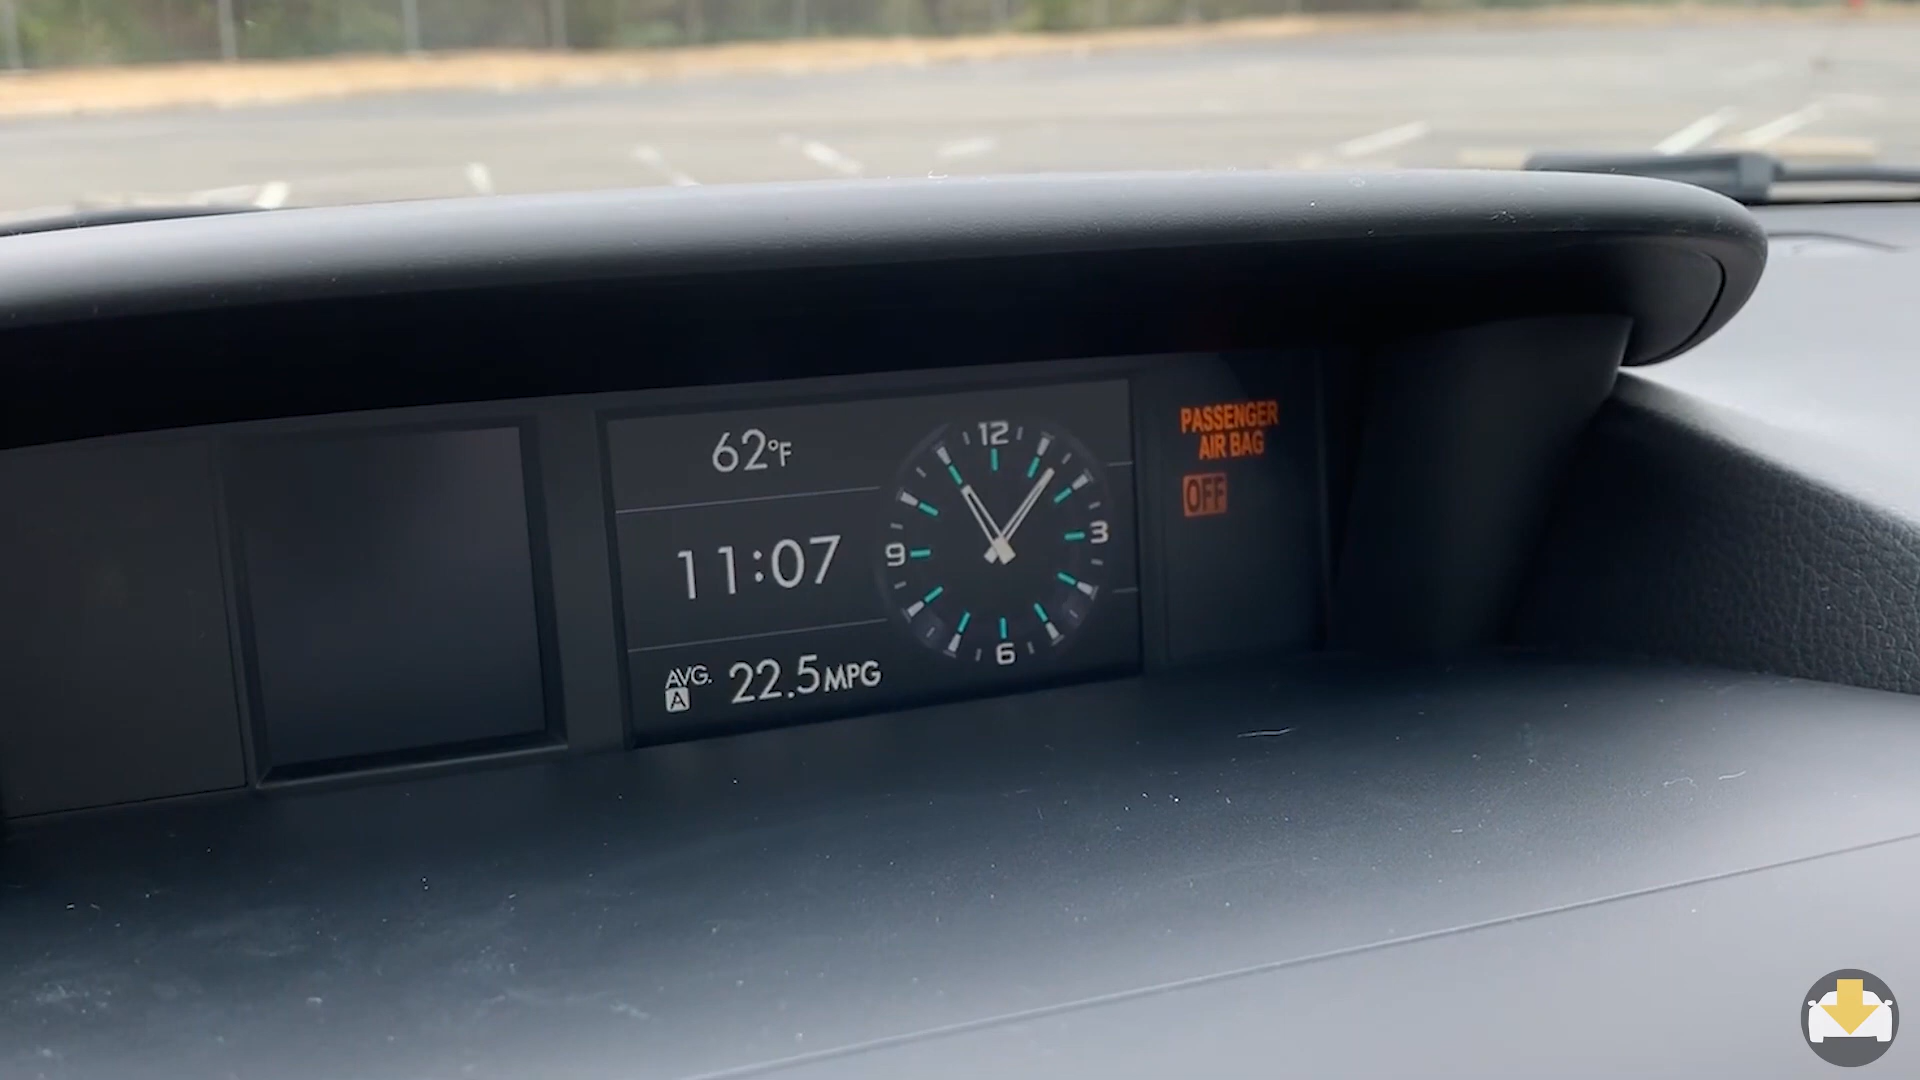 62°F
11:07
AVG.
A
22.5MPG
12
3
6
9
PASSENGER
AIR BAG
OFF